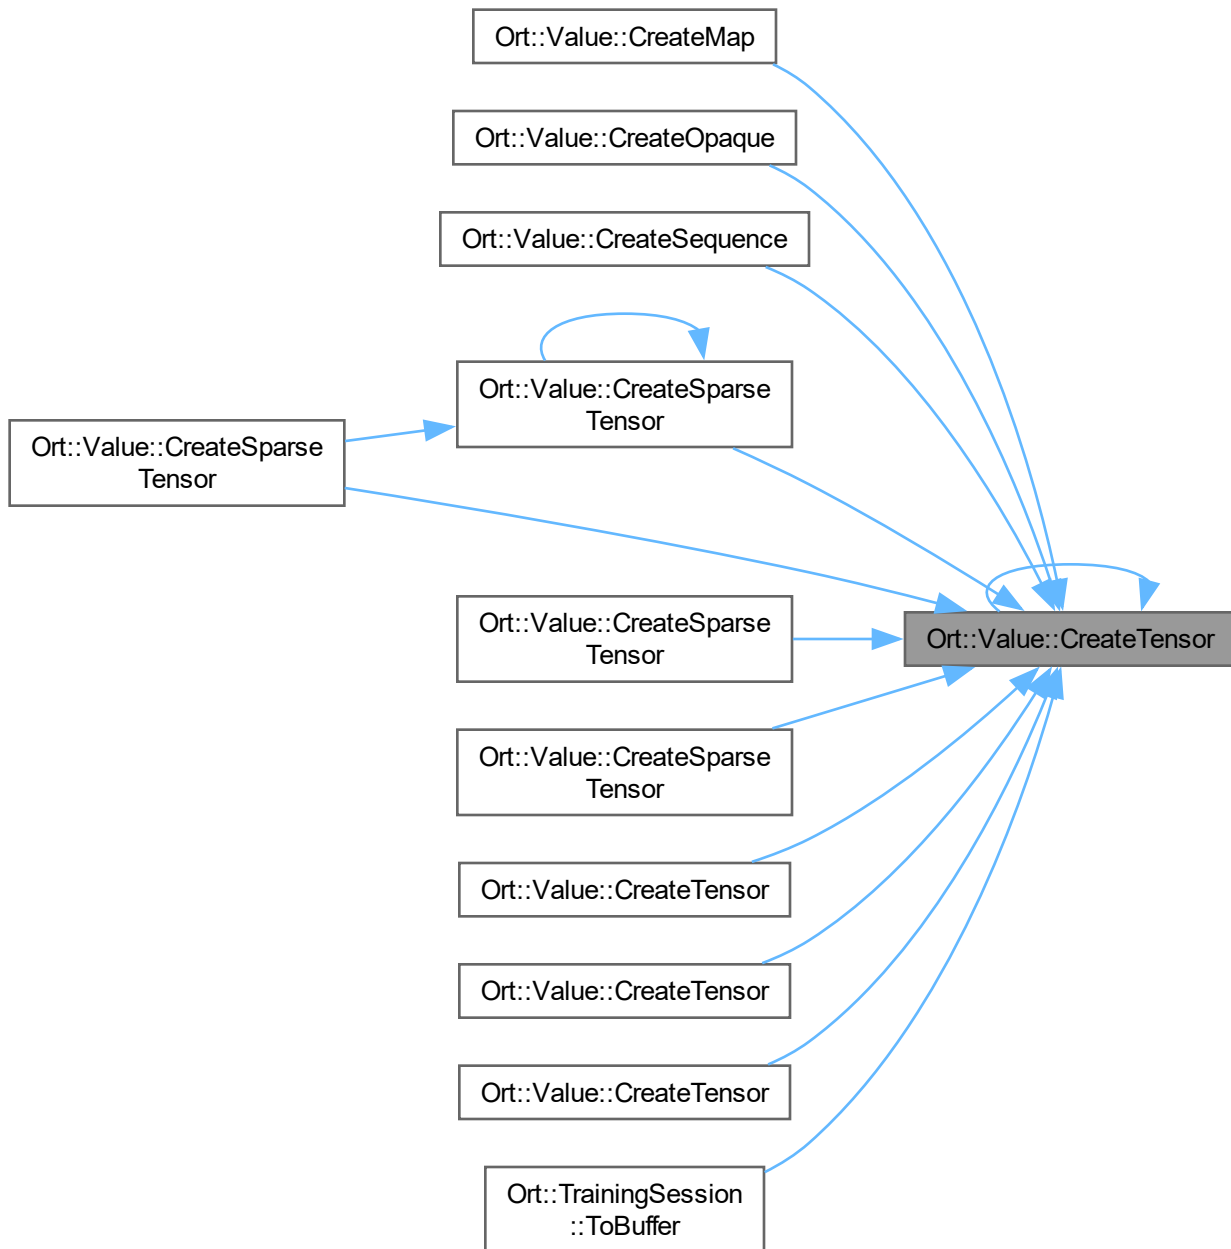 Ort::Value::CreateMap
Ort::Value::CreateOpaque
Ort::Value::CreateSequence
Ort::Value::CreateSparse
Tensor
Ort::Value::CreateSparse
Tensor
Ort::Value::CreateSparse
Tensor
Ort::Value::CreateTensor
Ort::Value::CreateSparse
Tensor
Ort::Value::CreateTensor
Ort::Value::CreateTensor
Ort::Value::CreateTensor
Ort::TrainingSession
::ToBuffer